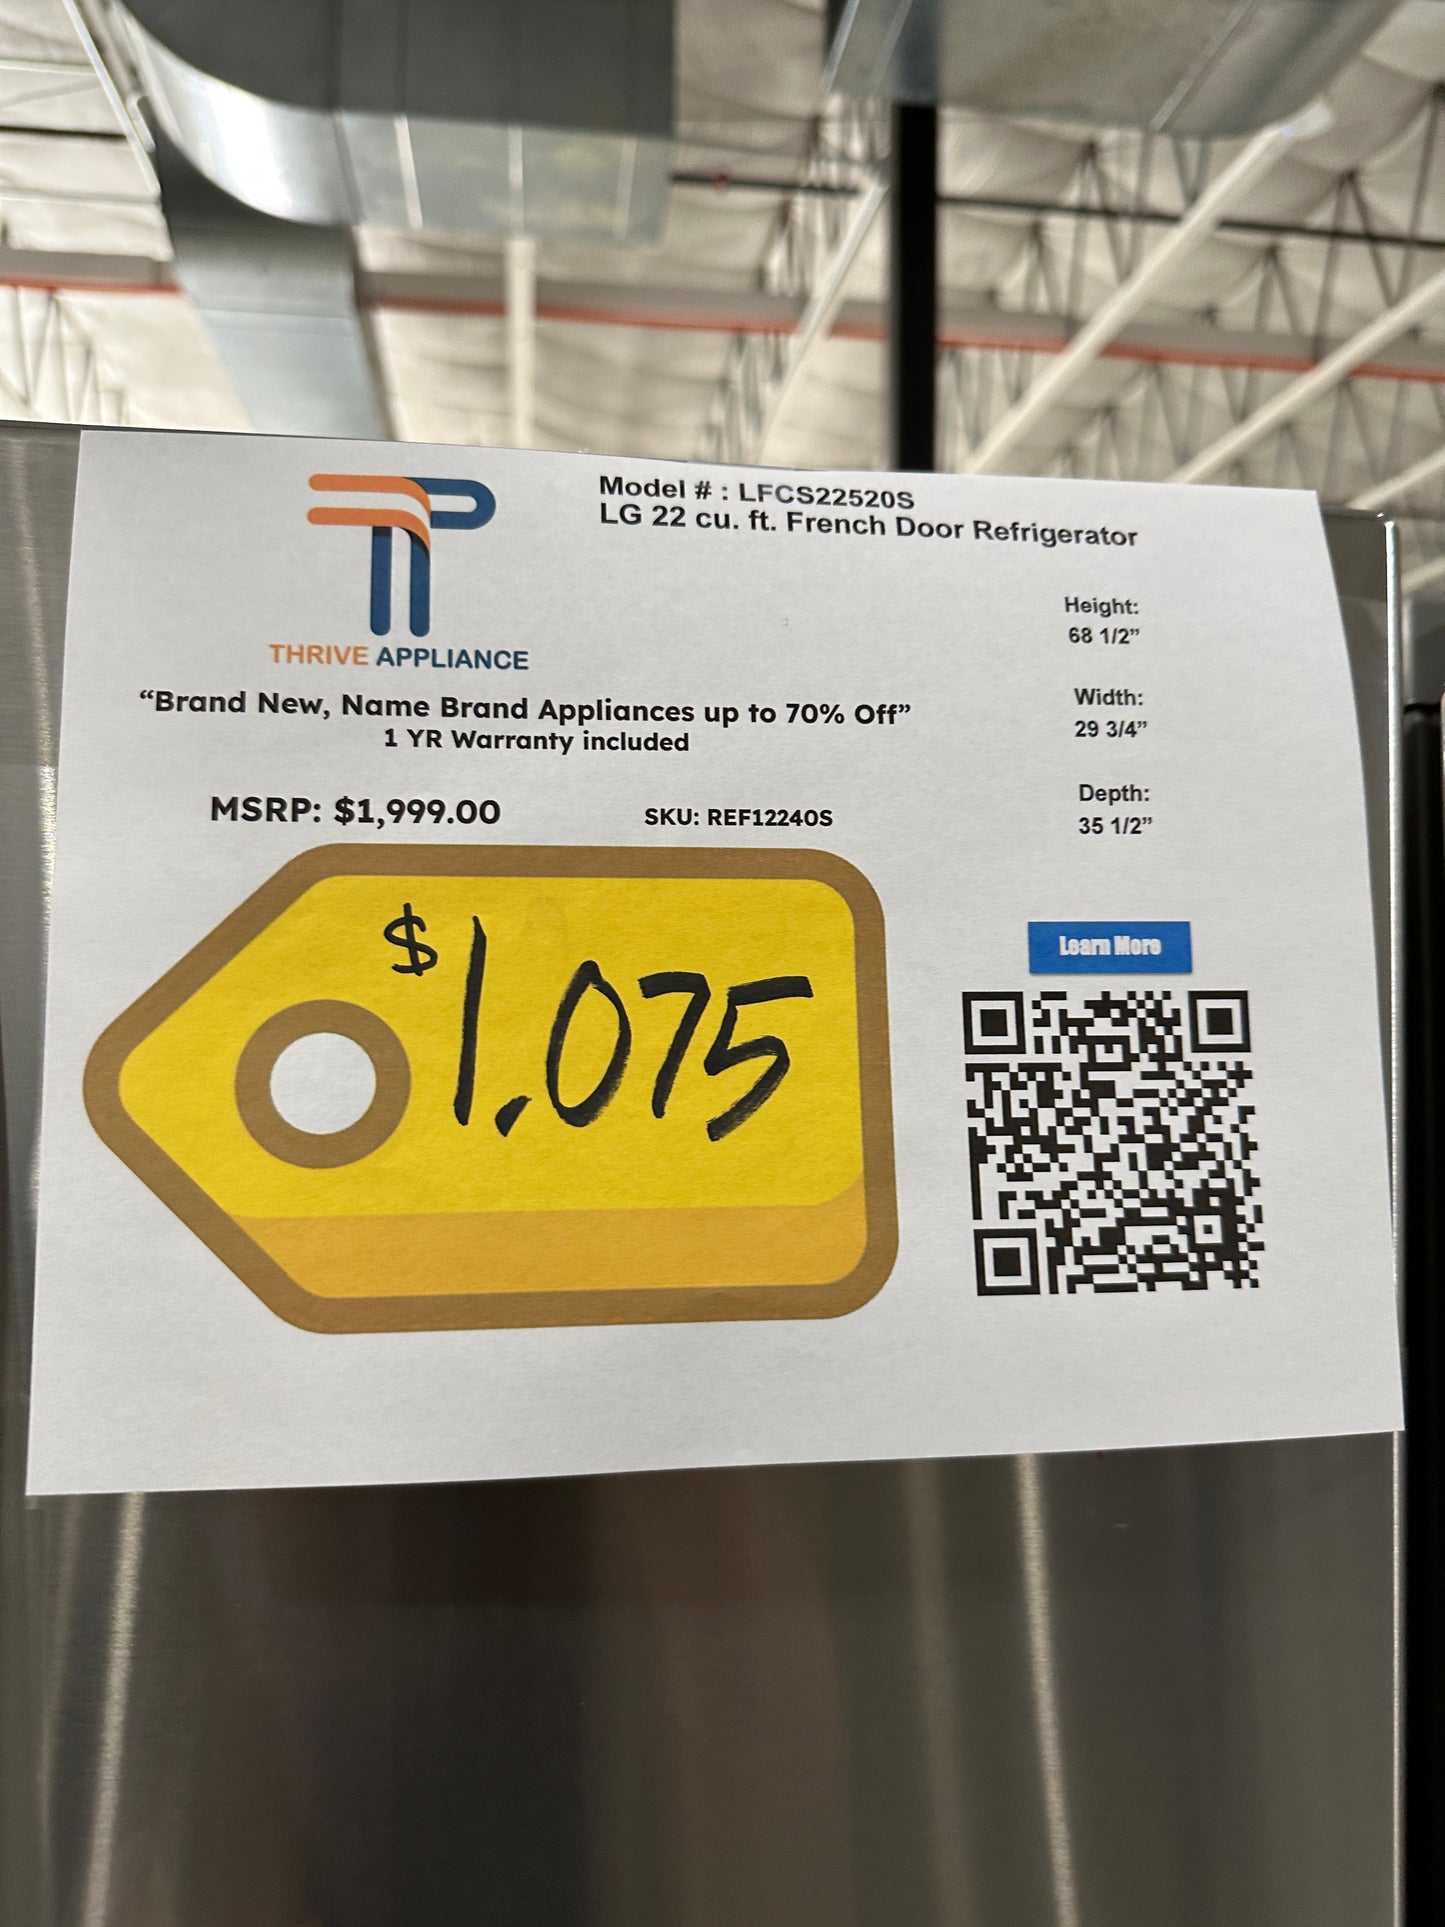 Model # : LFCS22520S
LG 22 cu. ft. French Door Refrigerator
THRIVE APPLIANCE
“Brand New, Name Brand Appliances up to 70% Off”
1 YR Warranty included
MSRP: $1,999.00
SKU: REF12240S
$1,075
Height:
68 1/2”
Width:
29 3/4”
Depth:
35 1/2”
Learn More